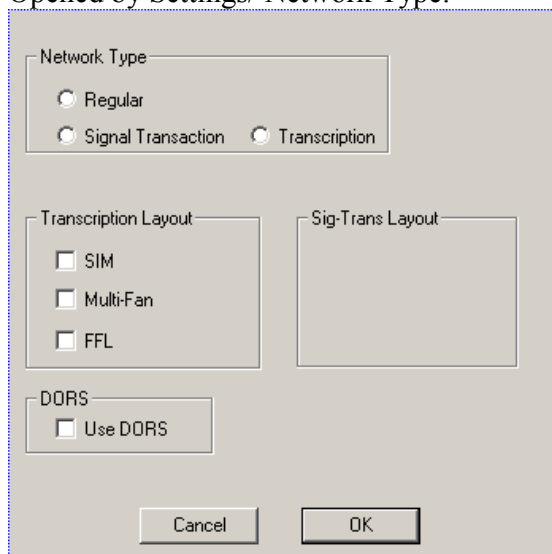 Opened by Settings/ Network Type:
Network Type
Regular
Signal Transaction Transcription
Transcription Layout Sig-Trans Layout
SIM
Multi-Fan
FFL
DORS
Use DORS
Cancel OK